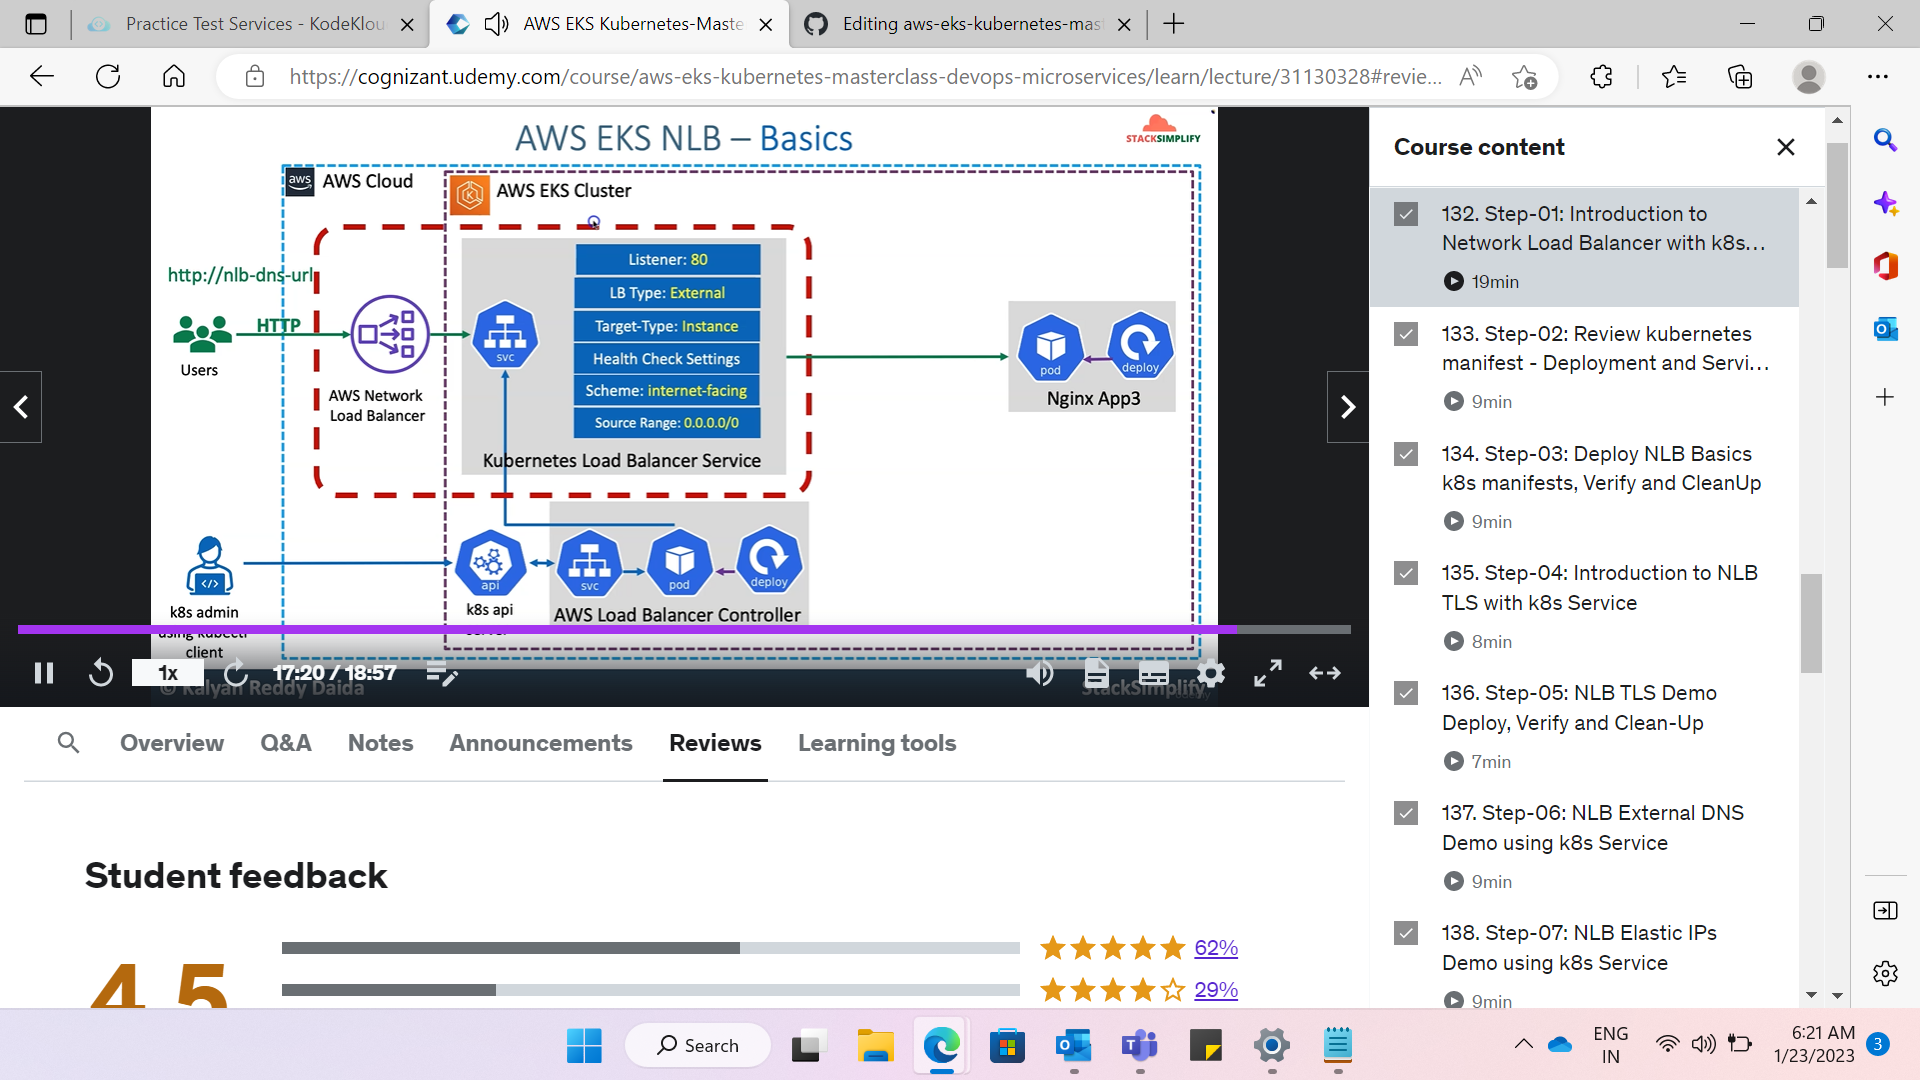 Practice Test Services - KodeKlou
AWS EKS Kubernetes-Maste
Editing aws-eks-kubernetes-mas
https://cognizant.udemy.com/course/aws-eks-kubernetes-masterclass-devops-microservices/learn/lecture/31130328#revie...
AWS EKS NLB – Basics
STACKSIMPLIFY
aws
AWS Cloud
AWS EKS Cluster
http://nlb-dns-url
HTTP
Users
AWS Network
Load Balancer
svc
Listener: 80
LB Type: External
Target-Type: Instance
Health Check Settings
Scheme: internet-facing
Source Range: 0.0.0.0/0
Kubernetes Load Balancer Service
pod
deploy
Nginx App3
k8s admin
using kubectl
client
api
k8s api
server
svc
pod
deploy
AWS Load Balancer Controller
1x
17:20 / 18:57
© Kalyan Reddy Daida
StackSimplify
Overview
Q&A
Notes
Announcements
Reviews
Learning tools
Student feedback
4.5
62%
29%
Course content
132. Step-01: Introduction to
Network Load Balancer with k8s...
19min
133. Step-02: Review kubernetes
manifest - Deployment and Servi...
9min
134. Step-03: Deploy NLB Basics
k8s manifests, Verify and CleanUp
9min
135. Step-04: Introduction to NLB
TLS with k8s Service
8min
136. Step-05: NLB TLS Demo
Deploy, Verify and Clean-Up
7min
137. Step-06: NLB External DNS
Demo using k8s Service
9min
138. Step-07: NLB Elastic IPs
Demo using k8s Service
9min
Search
ENG
IN
6:21 AM
1/23/2023
3